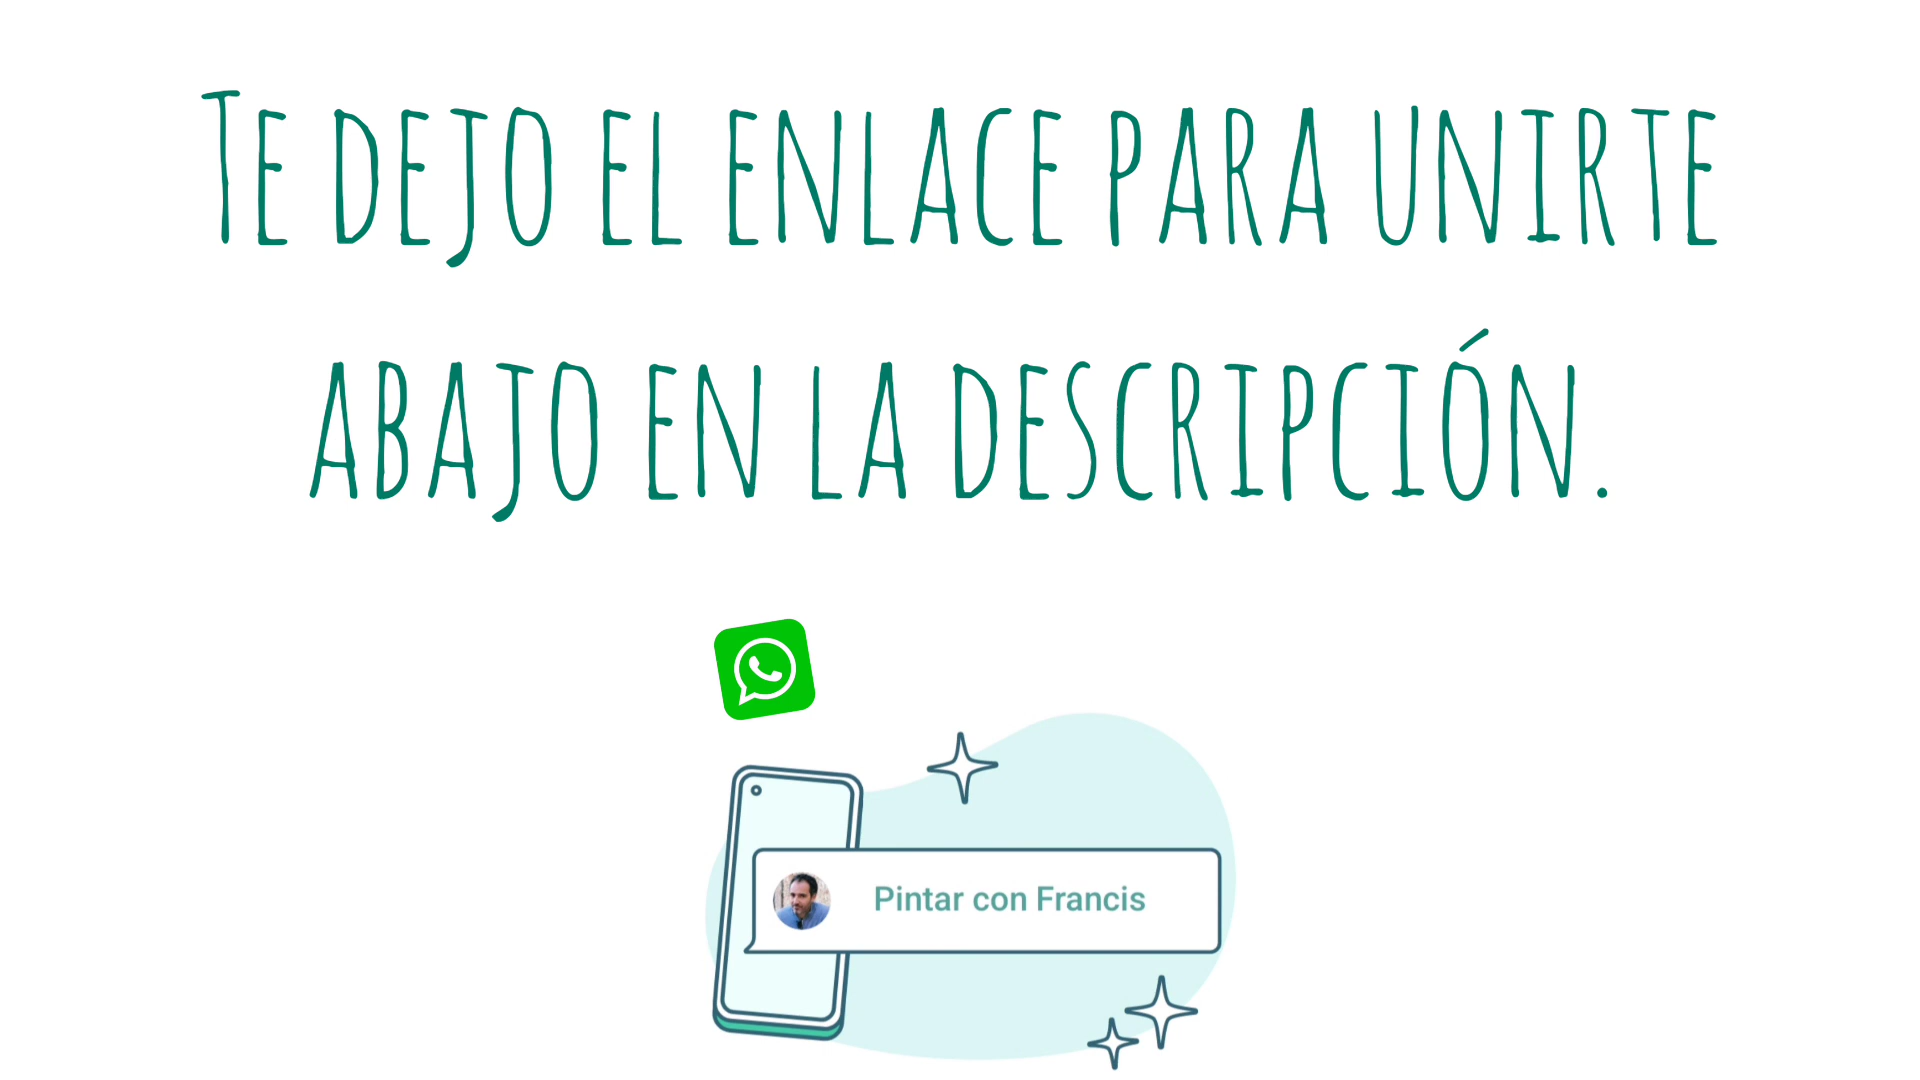 Te dejo el enlace para unirte
abajo en la descripción.
Pintar con Francis